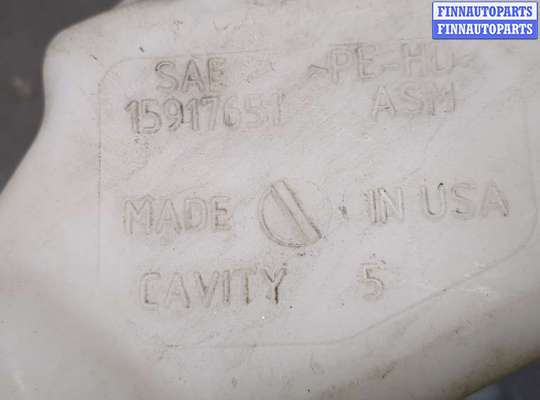 FINNAUTOPARTS
FINNAUTOPARTS
SAE >PE-HD<
15917651 ASM
MADE IN USA
CAVITY 5